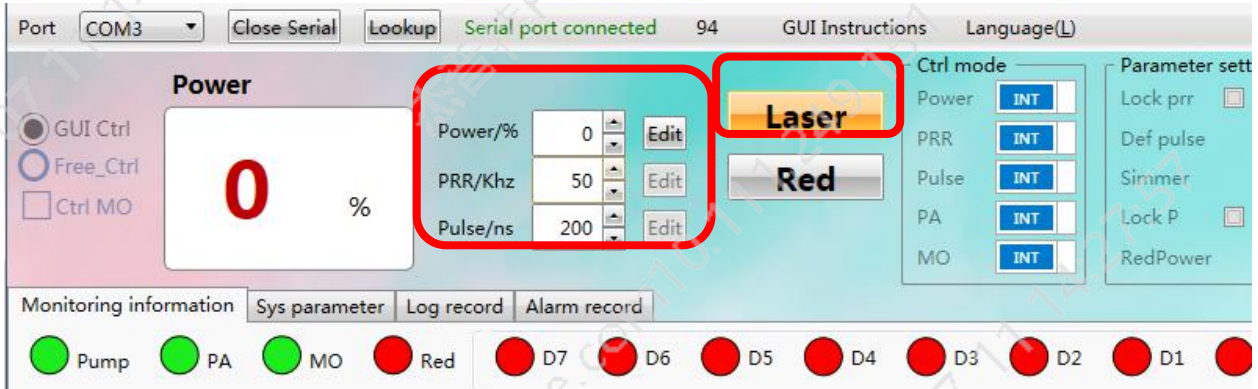 Port COM3 Close Serial Lookup Serial port connected 94 GUI Instructions Language(L)
Power
GUI Ctrl
Free_Ctrl
Ctrl MO
0 %
Power/% 0 Edit
PRR/Khz 50 Edit
Pulse/ns 200 Edit
Laser
Red
Ctrl mode
Power INT
PRR INT
Pulse INT
PA INT
MO INT
Parameter sett
Lock prr
Def pulse
Simmer
Lock P
RedPower
Monitoring information Sys parameter Log record Alarm record
Pump PA MO Red D7 D6 D5 D4 D3 D2 D1